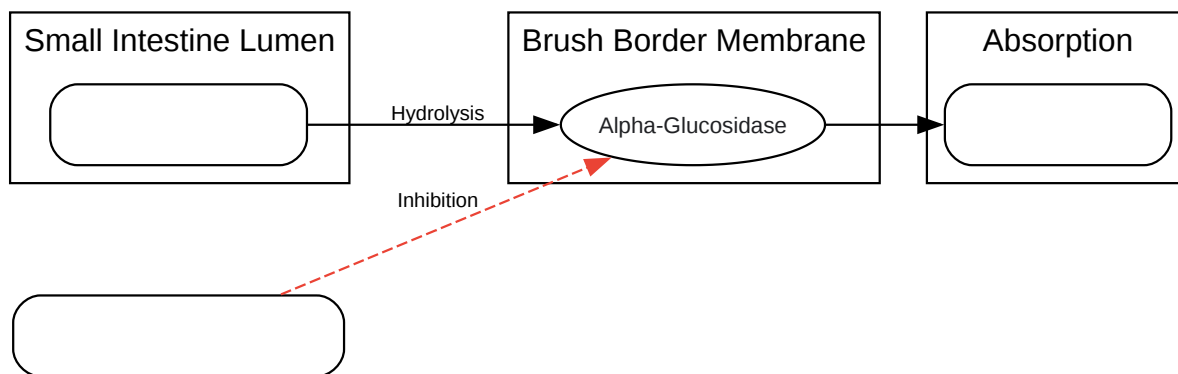 Small Intestine Lumen
Brush Border Membrane
Absorption
Hydrolysis
Alpha-Glucosidase
Inhibition